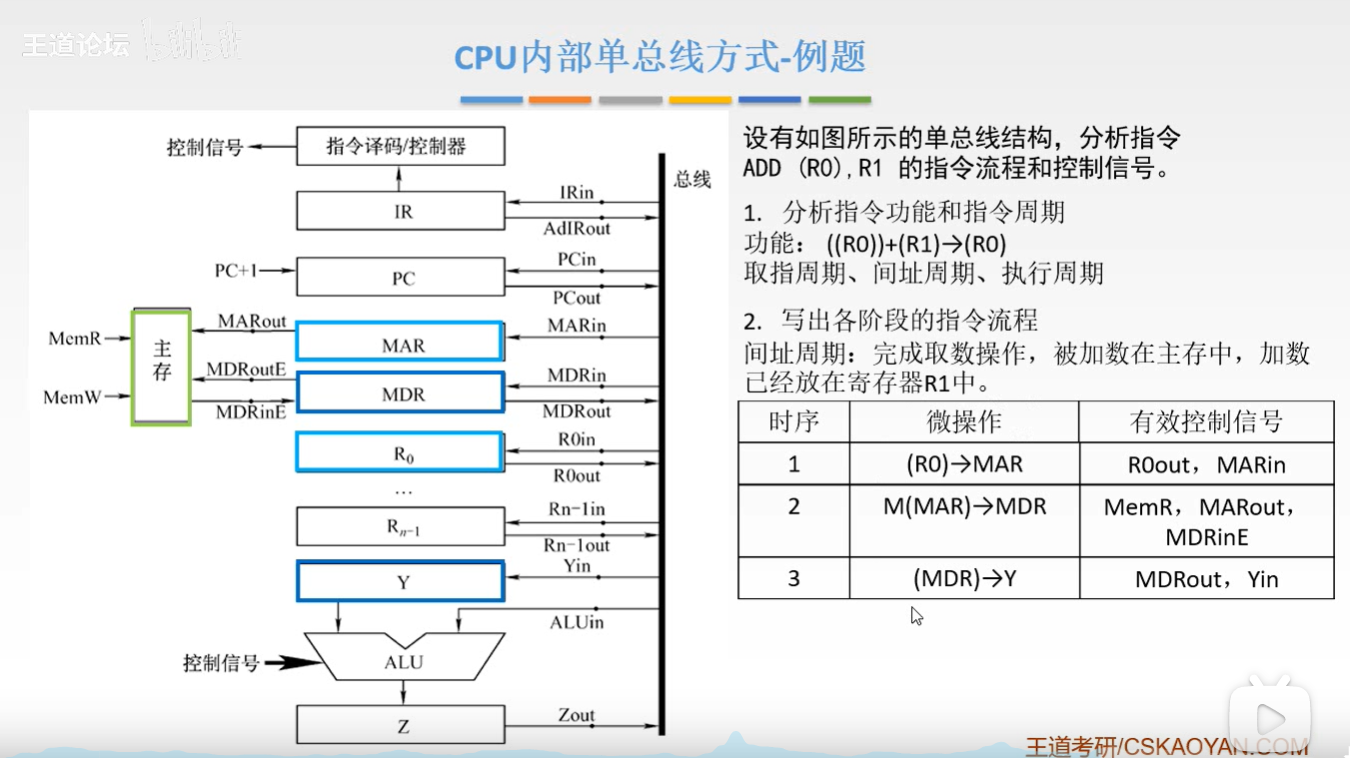 王道论坛 bilibili
CPU内部单总线方式-例题
控制信号
指令译码/控制器
总线
IRin
IR
AdIRout
PCin
PC+1
PC
PCout
MARout
MARin
MemR
主存
MAR
MDRoutE
MDRin
MemW
MDR
MDRinE
MDRout
R0in
R0
R0out
…
Rn-1in
Rn-1
Rn-1out
Yin
Y
ALUin
控制信号
ALU
Zout
Z
设有如图所示的单总线结构，分析指令
ADD (R0),R1 的指令流程和控制信号。
1. 分析指令功能和指令周期
功能： ((R0))+(R1)→(R0)
取指周期、间址周期、执行周期
2. 写出各阶段的指令流程
间址周期：完成取数操作，被加数在主存中，加数
已经放在寄存器R1中。
时序 微操作 有效控制信号
1 (R0)→MAR R0out，MARin
2 M(MAR)→MDR MemR，MARout，
MDRinE
3 (MDR)→Y MDRout，Yin
王道考研/CSKAOYAN.COM